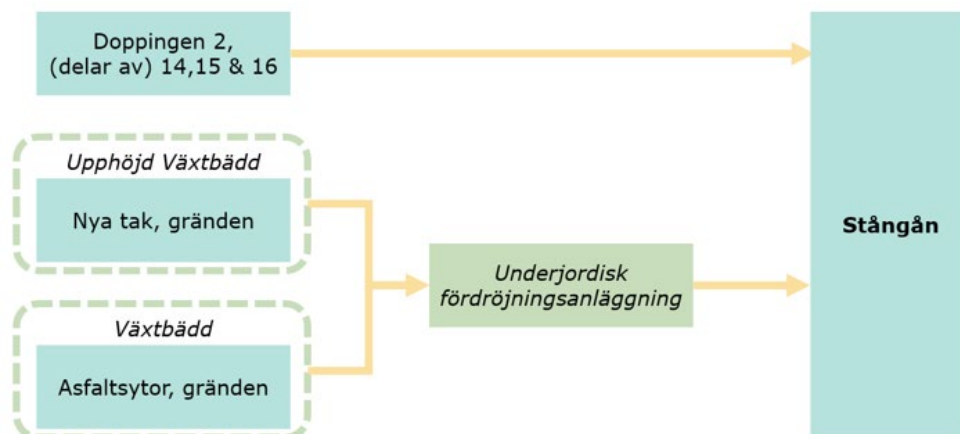 Doppingen 2,
(delar av) 14,15 & 16
Upphöjd Växtbädd
Nya tak, gränden
Växtbädd
Asfaltsytor, gränden
Underjordisk
fördröjningsanläggning
Stångån